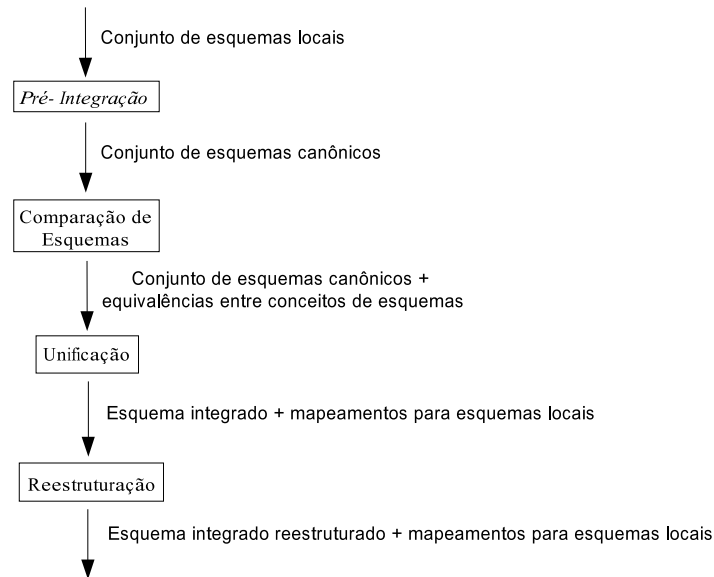 Conjunto de esquemas locais
Pré- Integração
Conjunto de esquemas canônicos
Comparação de
Esquemas
Conjunto de esquemas canônicos +
equivalências entre conceitos de esquemas
Unificação
Esquema integrado + mapeamentos para esquemas locais
Reestruturação
Esquema integrado reestruturado + mapeamentos para esquemas locais